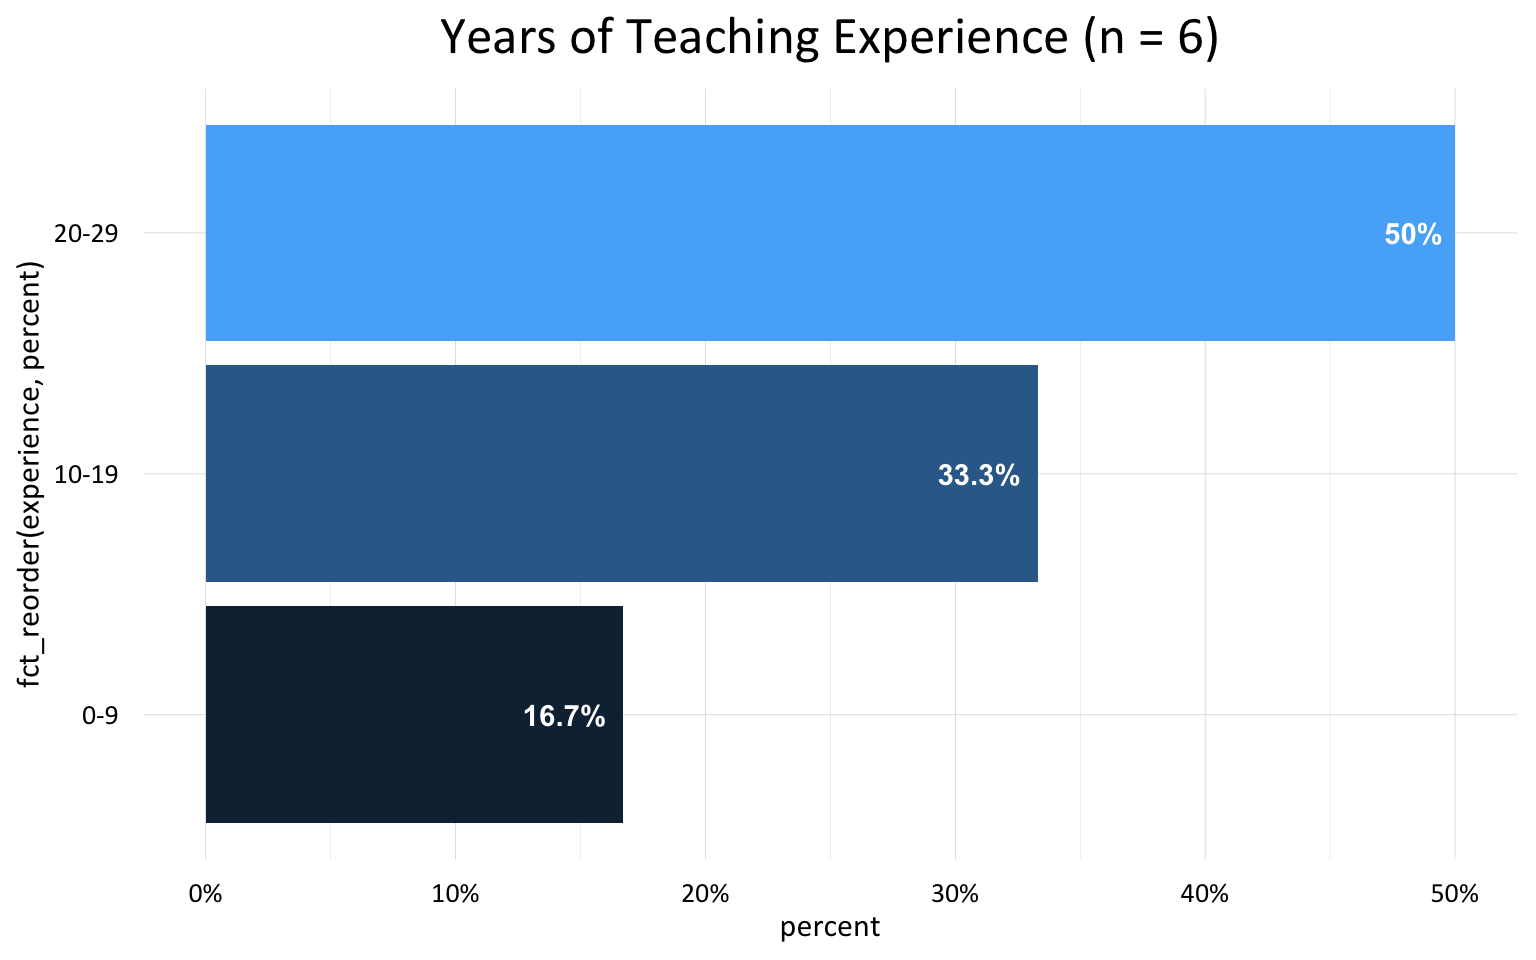 Years of Teaching Experience (n = 6)
fct_reorder(experience, percent)
20-29
50%
10-19
33.3%
0-9
16.7%
0% 10% 20% 30% 40% 50%
percent